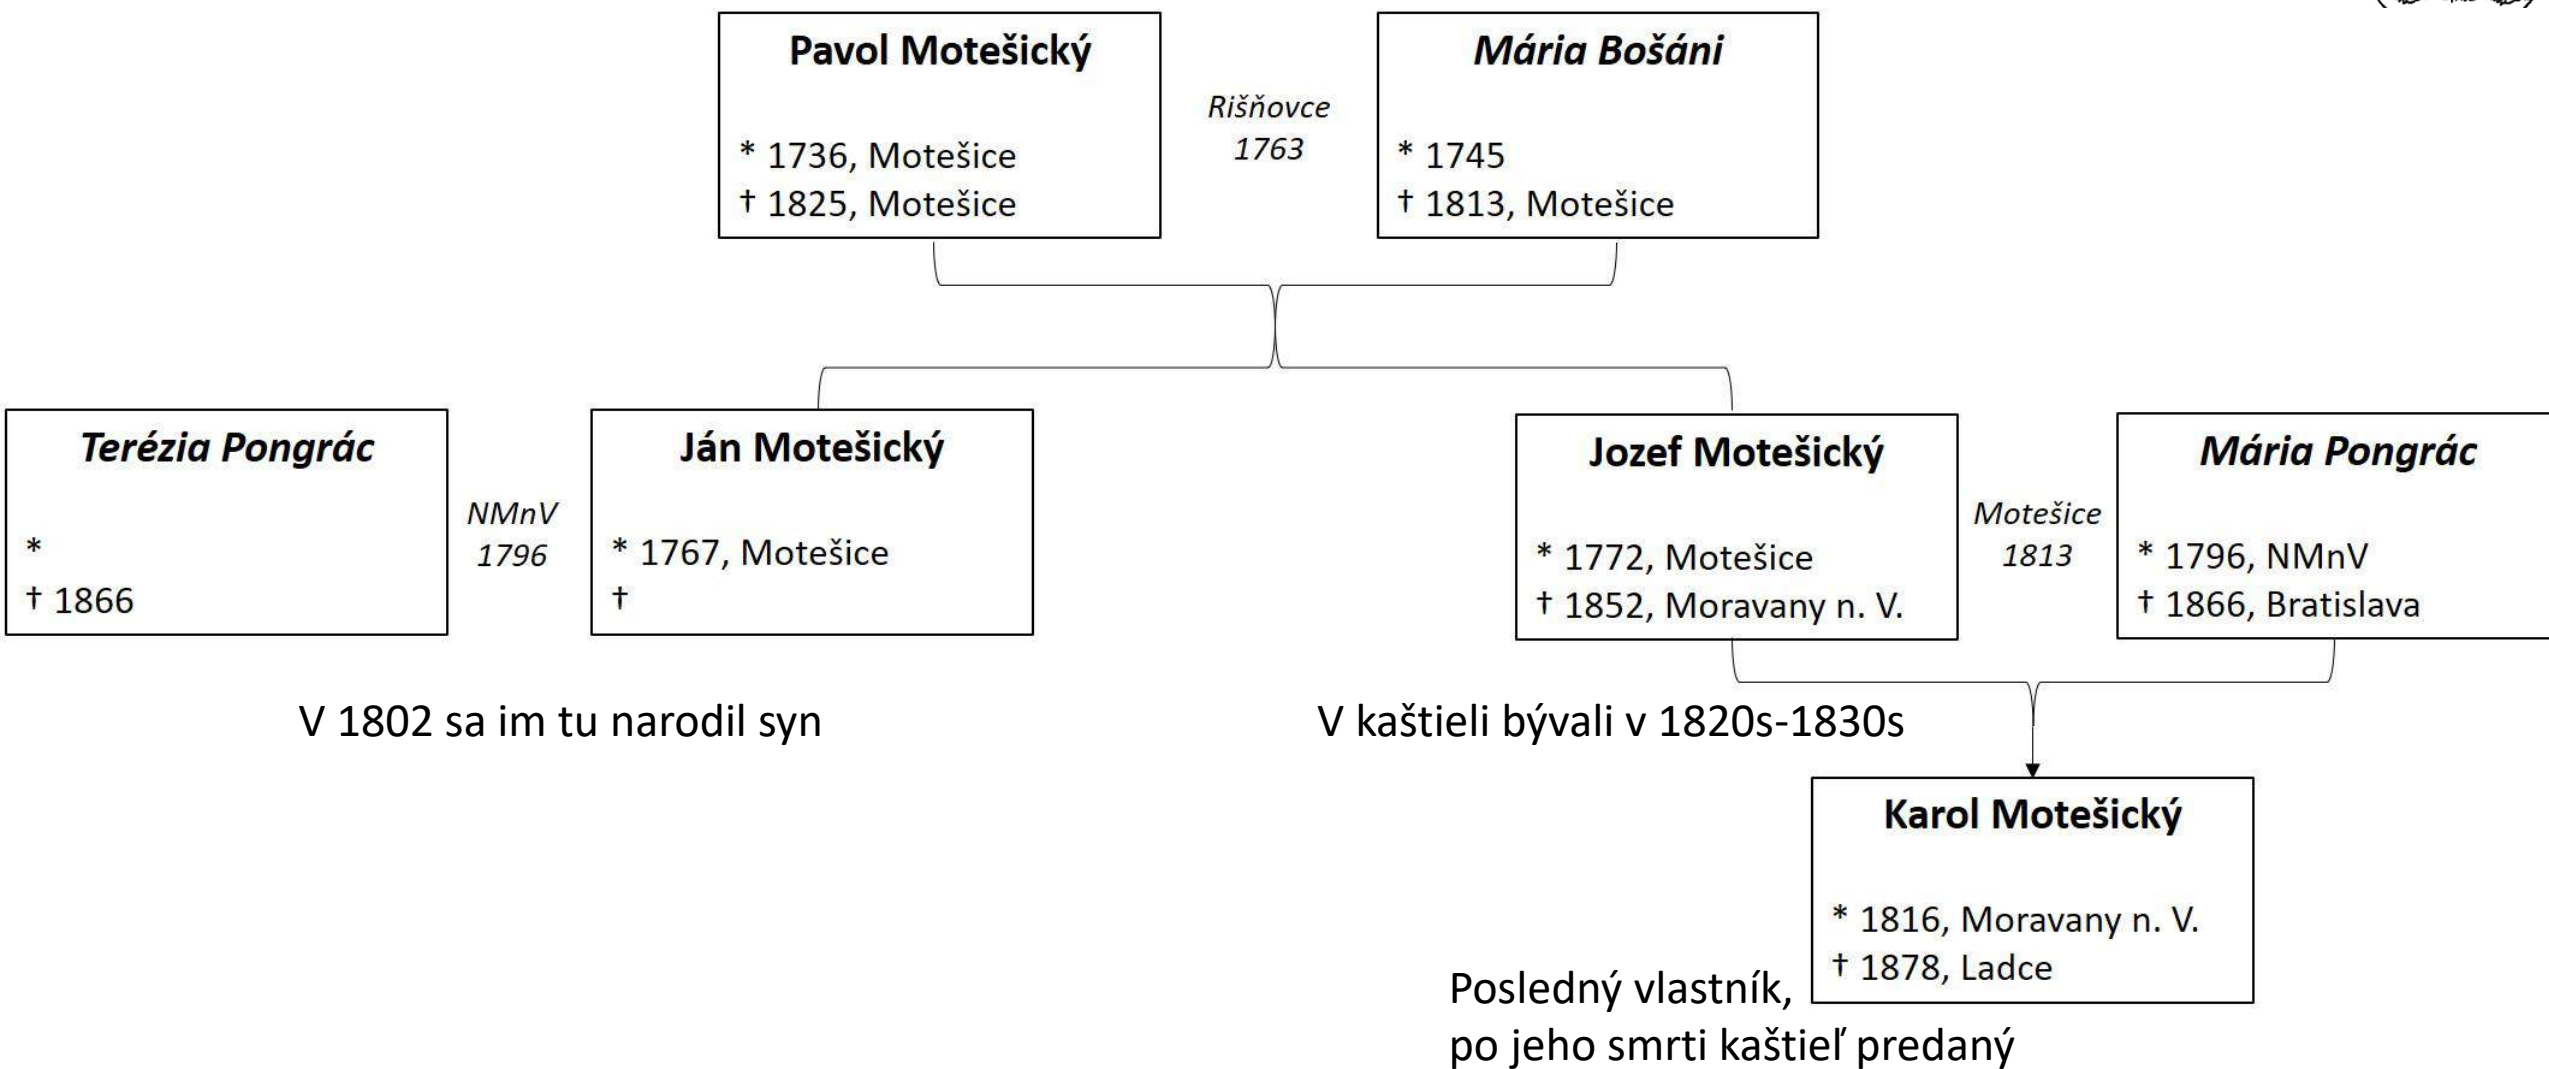 Pavol Motešický
* 1736, Motešice
† 1825, Motešice
Rišňovce
1763
Mária Bošáni
* 1745
† 1813, Motešice
Terézia Pongrác
*
† 1866
NMnV
1796
Ján Motešický
* 1767, Motešice
†
Jozef Motešický
* 1772, Motešice
† 1852, Moravany n. V.
Motešice
1813
Mária Pongrác
* 1796, NMnV
† 1866, Bratislava
V 1802 sa im tu narodil syn
V kaštieli bývali v 1820s-1830s
Karol Motešický
* 1816, Moravany n. V.
† 1878, Ladce
Posledný vlastník,
po jeho smrti kaštieľ predaný